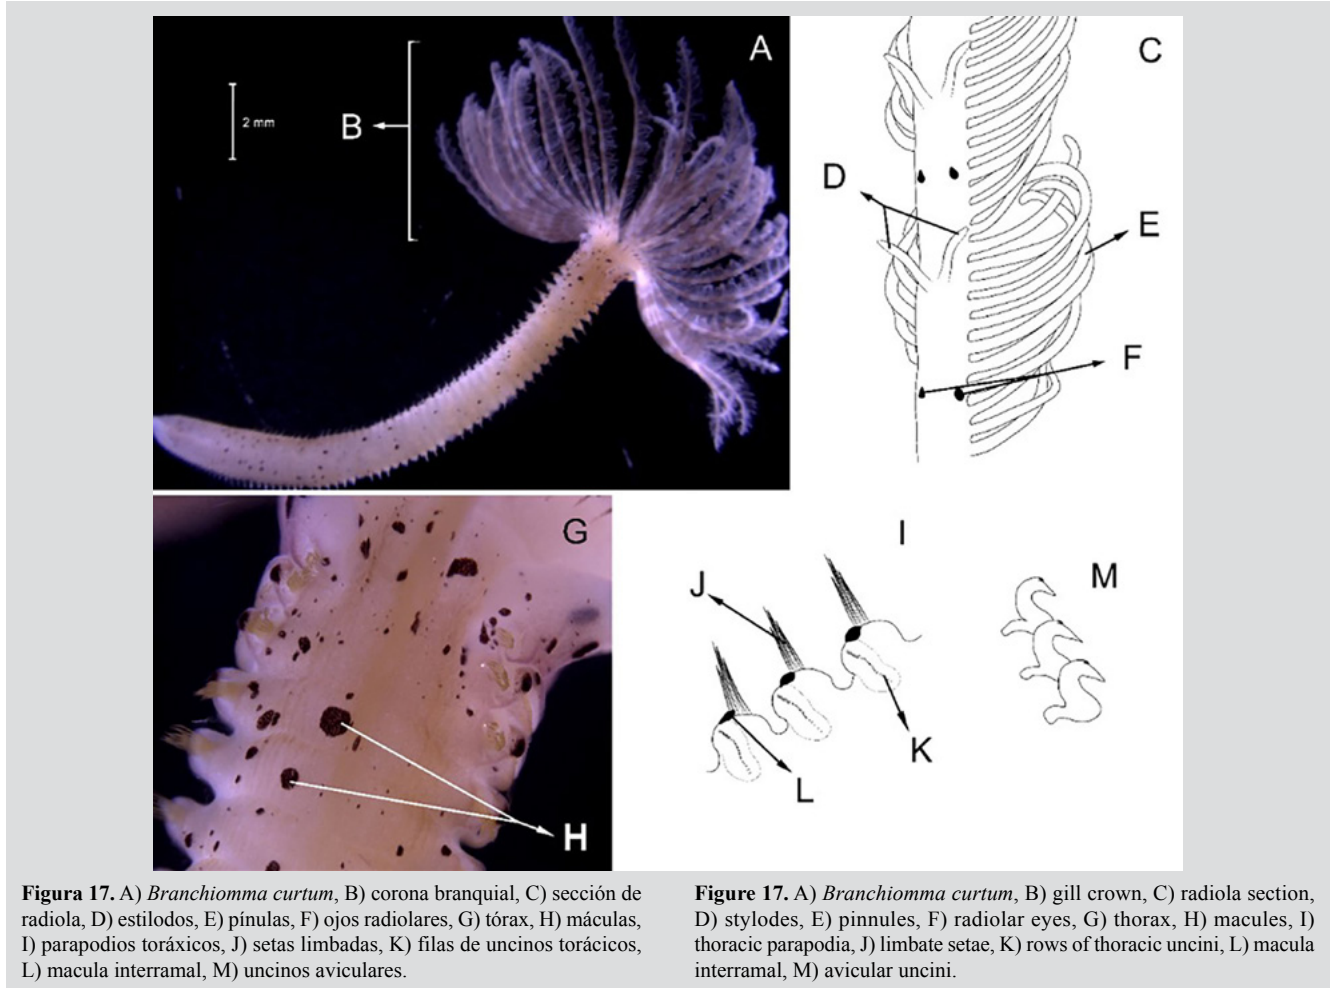 A
B
2 mm
C
D
E
F
G
H
I
J
K
L
M
Figura 17. A) Branchiomma curtum, B) corona branquial, C) sección de
radiola, D) estilodos, E) pínulas, F) ojos radiolares, G) tórax, H) máculas,
I) parapodios toráxicos, J) setas limbadas, K) filas de uncinos torácicos,
L) macula interramal, M) uncinos aviculares.
Figure 17. A) Branchiomma curtum, B) gill crown, C) radiola section,
D) stylodes, E) pinnules, F) radiolar eyes, G) thorax, H) macules, I)
thoracic parapodia, J) limbate setae, K) rows of thoracic uncini, L) macula
interramal, M) avicular uncini.